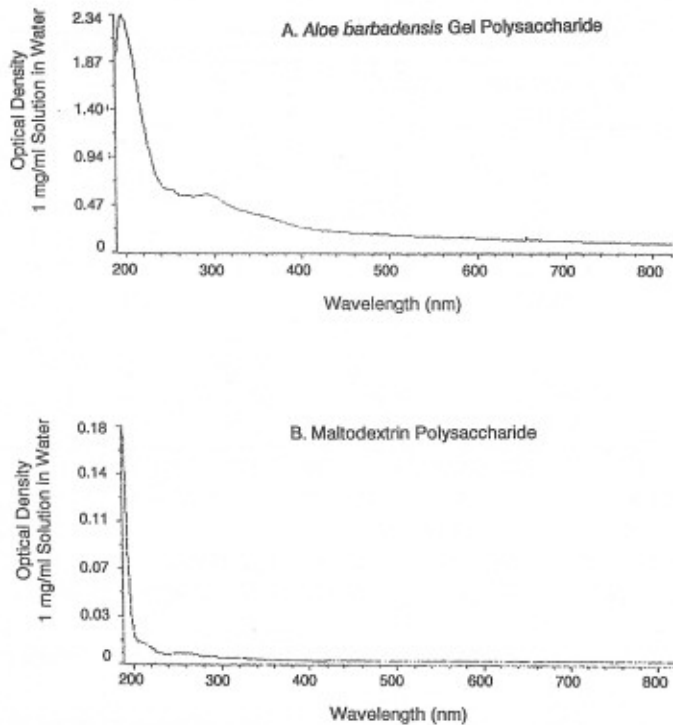 A. Aloe barbadensis Gel Polysaccharide
Optical Density
1 mg/ml Solution in Water
2.34
1.87
1.40
0.94
0.47
0
200 300 400 500 600 700 800
Wavelength (nm)
B. Maltodextrin Polysaccharide
Optical Density
1 mg/ml Solution in Water
0.18
0.14
0.11
0.07
0.03
0
200 300 400 500 600 700 800
Wavelength (nm)